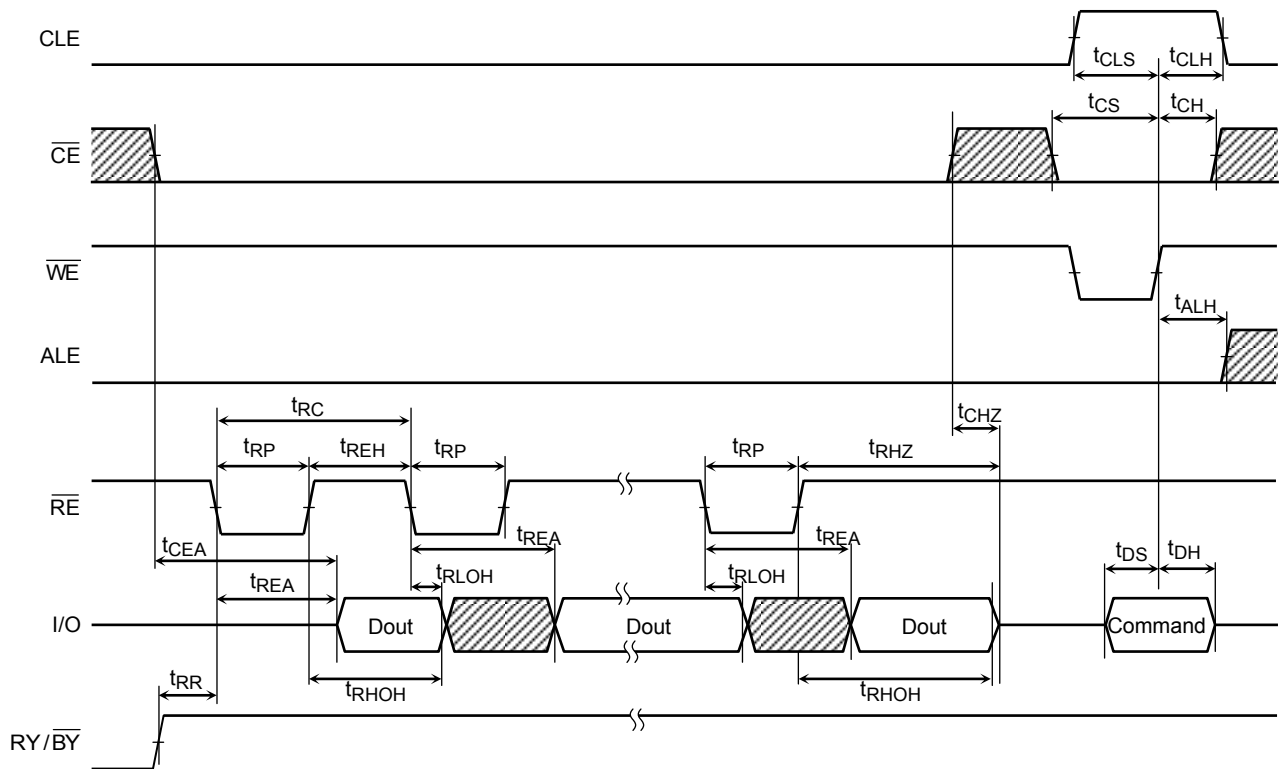 CLE
tCLS tCLH
tCS tCH
CE
WE
tALH
ALE
tRC
tCHZ
tRP tREH tRP tRP tRHZ
RE
tCEA tREA tREA
tDS tDH
tREA tRLOH tRLOH
I/O Dout Dout Dout Command
tRR tRHOH tRHOH
RY/BY